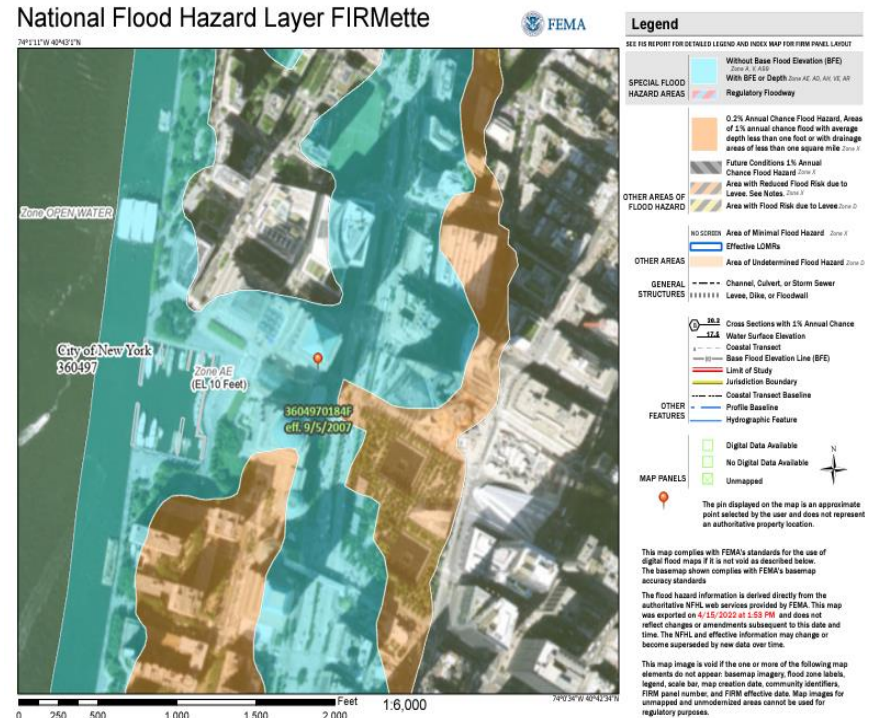 National Flood Hazard Layer FIRMette
FEMA
74°1'11"W 40°43'1"N
Zone OPEN WATER
City of New York
360497
Zone AE
(EL 10 Feet)
3604970184F
eff. 9/5/2007
74°0'34"W 40°42'34"N
Feet
1:6,000
0 250 500 1,000 1,500 2,000
Legend
SEE FIS REPORT FOR DETAILED LEGEND AND INDEX MAP FOR FIRM PANEL LAYOUT
SPECIAL FLOOD
HAZARD AREAS
Without Base Flood Elevation (BFE)
Zone A, V, A99
With BFE or Depth Zone AE, AO, AH, VE, AR
Regulatory Floodway
OTHER AREAS OF
FLOOD HAZARD
0.2% Annual Chance Flood Hazard, Areas
of 1% annual chance flood with average
depth less than one foot or with drainage
areas of less than one square mile Zone X
Future Conditions 1% Annual
Chance Flood Hazard Zone X
Area with Reduced Flood Risk due to
Levee. See Notes. Zone X
Area with Flood Risk due to Levee Zone D
OTHER AREAS
NO SCREEN Area of Minimal Flood Hazard Zone X
Effective LOMRs
Area of Undetermined Flood Hazard Zone D
GENERAL
STRUCTURES
Channel, Culvert, or Storm Sewer
Levee, Dike, or Floodwall
OTHER
FEATURES
20.2 Cross Sections with 1% Annual Chance
17.5 Water Surface Elevation
Coastal Transect
Base Flood Elevation Line (BFE)
Limit of Study
Jurisdiction Boundary
Coastal Transect Baseline
Profile Baseline
Hydrographic Feature
MAP PANELS
Digital Data Available
No Digital Data Available
Unmapped
N
The pin displayed on the map is an approximate
point selected by the user and does not represent
an authoritative property location.
This map complies with FEMA's standards for the use of
digital flood maps if it is not void as described below.
The basemap shown complies with FEMA's basemap
accuracy standards
The flood hazard information is derived directly from the
authoritative NFHL web services provided by FEMA. This map
was exported on 4/15/2022 at 1:53 PM and does not
reflect changes or amendments subsequent to this date and
time. The NFHL and effective information may change or
become superseded by new data over time.
This map image is void if the one or more of the following map
elements do not appear: basemap imagery, flood zone labels,
legend, scale bar, map creation date, community identifiers,
FIRM panel number, and FIRM effective date. Map images for
unmapped and unmodernized areas cannot be used for
regulatory purposes.